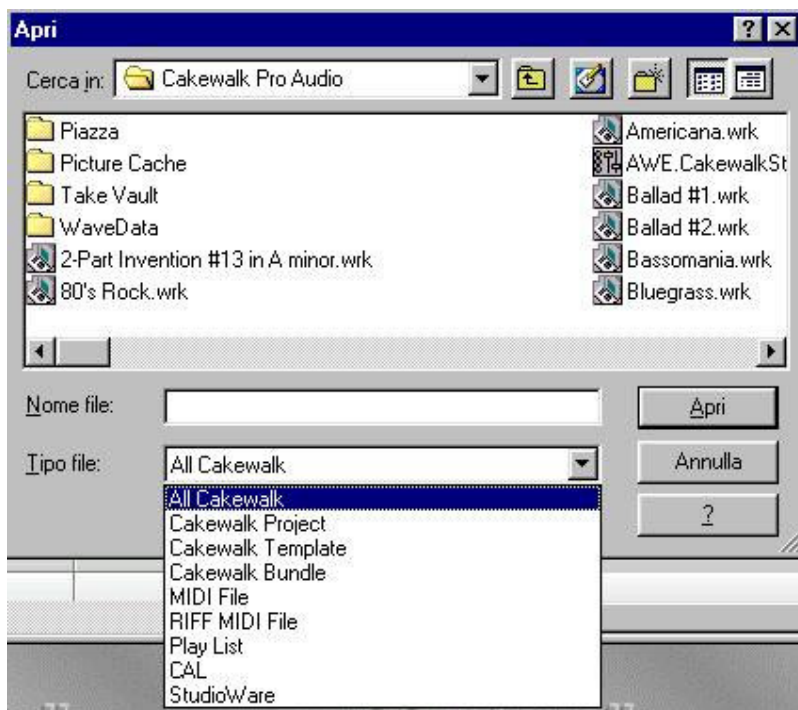 Apri
Cerca in: Cakewalk Pro Audio
Piazza
Picture Cache
Take Vault
WaveData
2-Part Invention #13 in A minor.wrk
80's Rock.wrk
Americana.wrk
AWE.CakewalkSt
Ballad #1.wrk
Ballad #2.wrk
Bassomania.wrk
Bluegrass.wrk
Nome file:
Apri
Tipo file: All Cakewalk
Annulla
?
All Cakewalk
Cakewalk Project
Cakewalk Template
Cakewalk Bundle
MIDI File
RIFF MIDI File
Play List
CAL
StudioWare